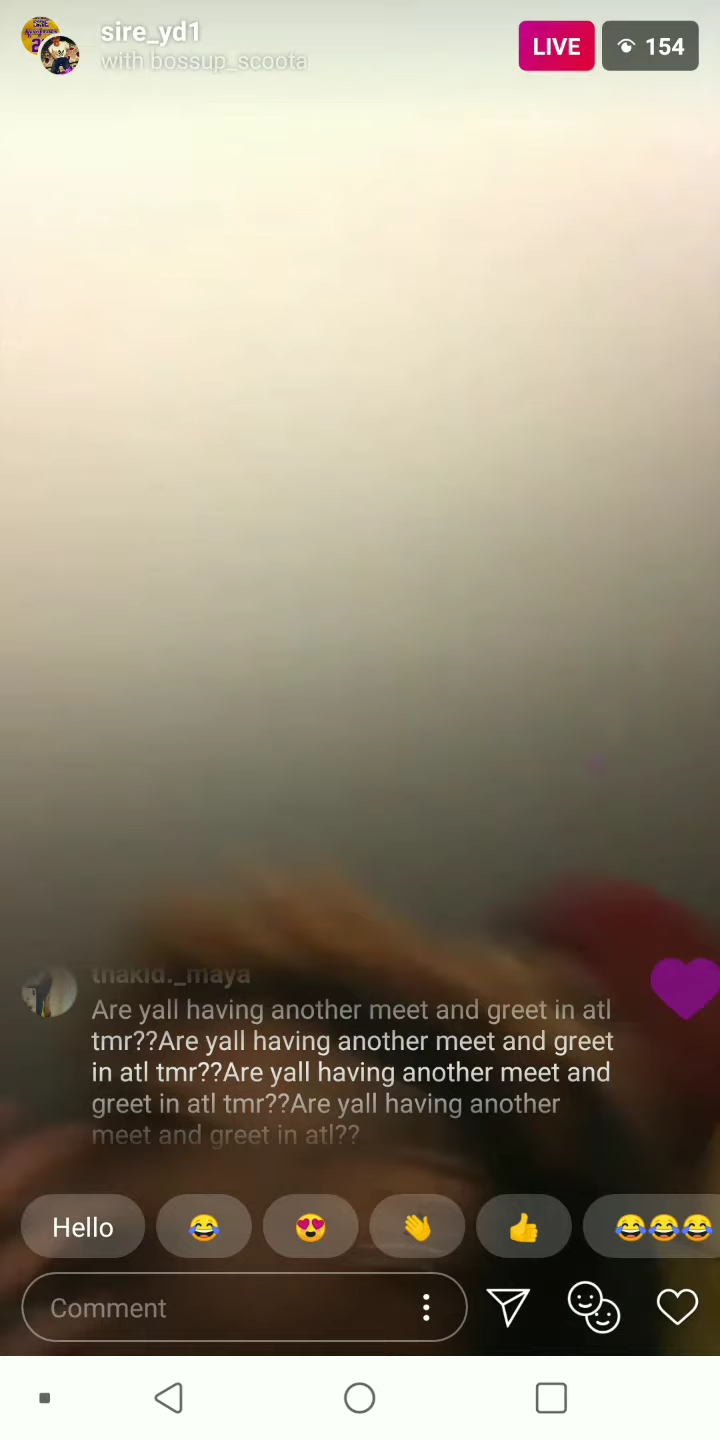 sire_yd1
with bossup_scoota
LIVE
154
thakid._maya
Are yall having another meet and greet in atl
tmr??Are yall having another meet and greet
in atl tmr??Are yall having another meet and
greet in atl tmr??Are yall having another
meet and greet in atl??
Hello
Comment